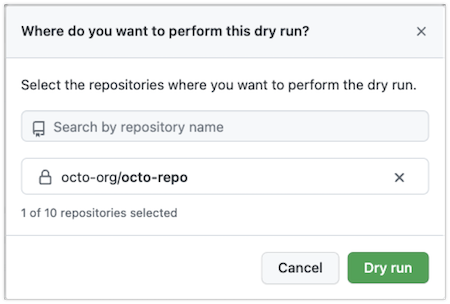 Where do you want to perform this dry run?
Select the repositories where you want to perform the dry run.
Search by repository name
octo-org/octo-repo
1 of 10 repositories selected
Cancel Dry run